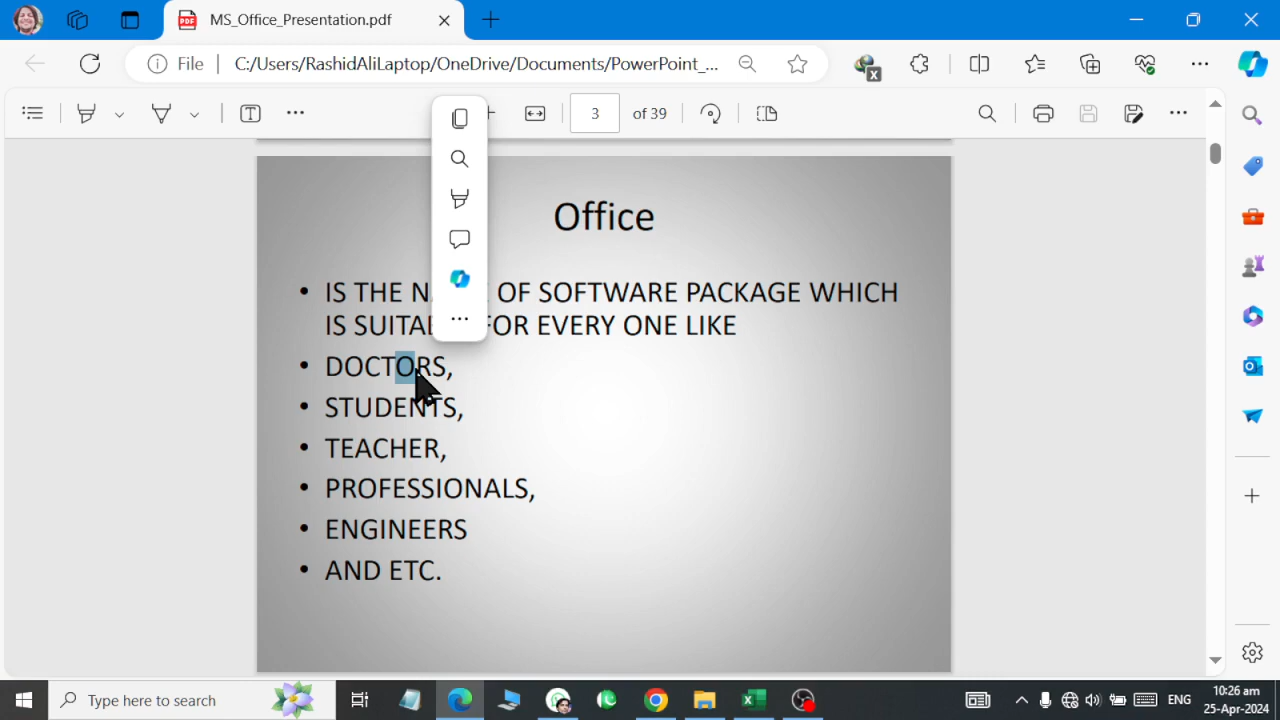 MS_Office_Presentation.pdf
File
C:/Users/RashidAliLaptop/OneDrive/Documents/PowerPoint_...
3 of 39
Office
• IS THE N OF SOFTWARE PACKAGE WHICH
IS SUITA FOR EVERY ONE LIKE
• DOCTORS,
• STUDENTS,
• TEACHER,
• PROFESSIONALS,
• ENGINEERS
• AND ETC.
Type here to search
ENG
10:26 am
25-Apr-2024